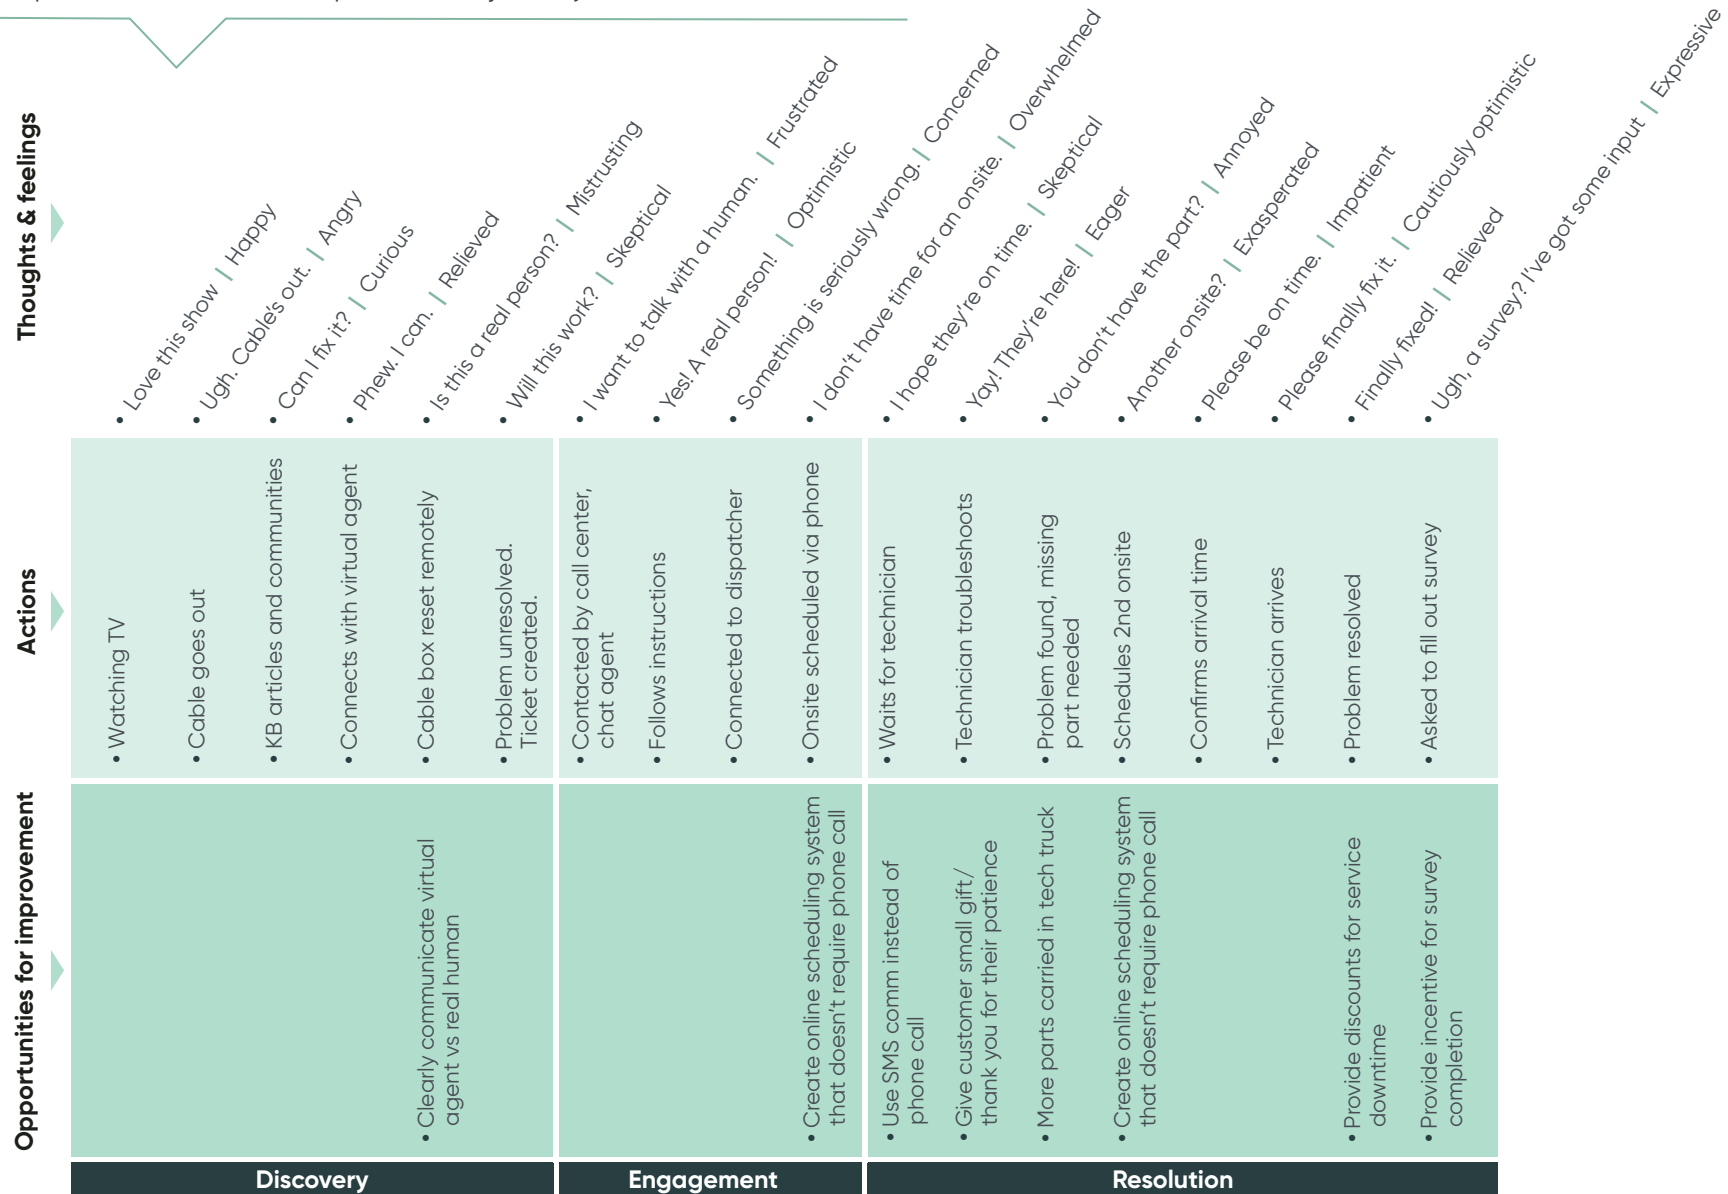 Thoughts & feelings
• Love this show | Happy
• Ugh. Cable's out. | Angry
• Can I fix it? | Curious
• Phew. I can. | Relieved
• Is this a real person? | Mistrusting
• Will this work? | Skeptical
• I want to talk with a human. | Frustrated
• Yes! A real person! | Optimistic
• Something is seriously wrong. | Concerned
• I don't have time for an onsite. | Overwhelmed
• I hope they're on time. | Skeptical
• Yay! They're here! | Eager
• You don't have the part? | Annoyed
• Another onsite? | Exasperated
• Please be on time. | Impatient
• Please finally fix it. | Cautiously optimistic
• Finally fixed! | Relieved
• Ugh, a survey? I've got some input | Expressive
Actions
• Watching TV
• Cable goes out
• KB articles and communities
• Connects with virtual agent
• Cable box reset remotely
• Problem unresolved.
Ticket created.
• Contacted by call center,
chat agent
• Follows instructions
• Connected to dispatcher
• Onsite scheduled via phone
• Waits for technician
• Technician troubleshoots
• Problem found, missing
part needed
• Schedules 2nd onsite
• Confirms arrival time
• Technician arrives
• Problem resolved
• Asked to fill out survey
Opportunities for improvement
• Clearly communicate virtual
agent vs real human
• Create online scheduling system
that doesn't require phone call
• Use SMS comm instead of
phone call
• Give customer small gift/
thank you for their patience
• More parts carried in tech truck
• Create online scheduling system
that doesn't require phone call
• Provide discounts for service
downtime
• Provide incentive for survey
completion
Discovery
Engagement
Resolution